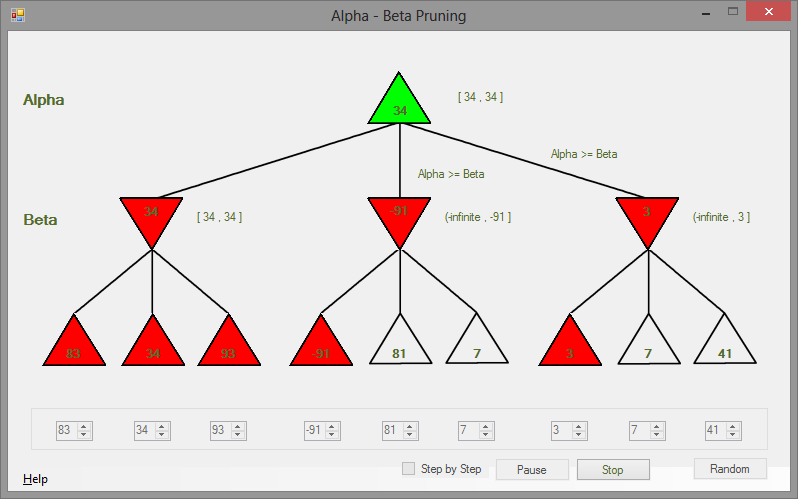 Alpha - Beta Pruning
Alpha
34
[ 34 , 34 ]
Alpha >= Beta
Alpha >= Beta
Beta
34
[ 34 , 34 ]
-91
(-infinite , -91 ]
3
(-infinite , 3 ]
83 34 93 -91 81 7 3 7 41
83 34 93 -91 81 7 3 7 41
Help
Step by Step
Pause
Stop
Random